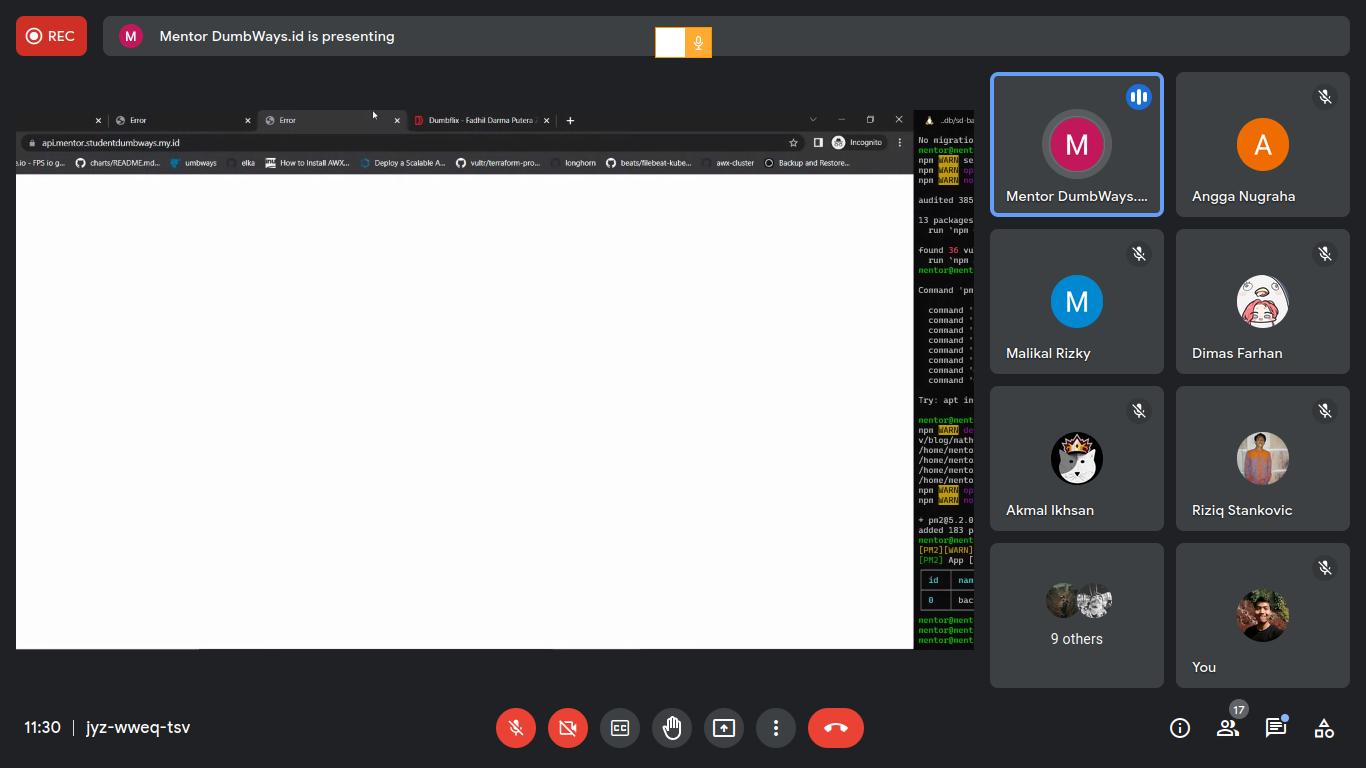 REC
M
Mentor DumbWays.id is presenting
Error
Error
Dumbflix - Fadhil Darma Putera
..db/sd-ba
api.mentor.studentdumbways.my.id
Incognito
e.io - FPS io g...
charts/README.md...
umbways
elka
How to Install AWX...
Deploy a Scalable A...
vultr/terraform-pro...
longhorn
beats/filebeat-kube...
awx-cluster
Backup and Restore...
No migratio
mentor@ment
npm WARN se
npm WARN op
npm WARN no
audited 385
13 packages
run `npm
found 36 vu
run `npm
mentor@ment
Command 'pm
command '
command '
command '
command '
command '
command '
command '
command '
Try: apt in
mentor@ment
npm WARN de
v/blog/math
/home/mento
/home/mento
/home/mento
/home/mento
npm WARN op
npm WARN no
+ pm2@5.2.0
added 183 p
mentor@ment
[PM2][WARN]
[PM2] App [
id nam
0 bac
mentor@ment
mentor@ment
mentor@ment
M
Mentor DumbWays....
A
Angga Nugraha
M
Malikal Rizky
Dimas Farhan
Akmal Ikhsan
Riziq Stankovic
9 others
You
11:30
jyz-wweq-tsv
CC
17